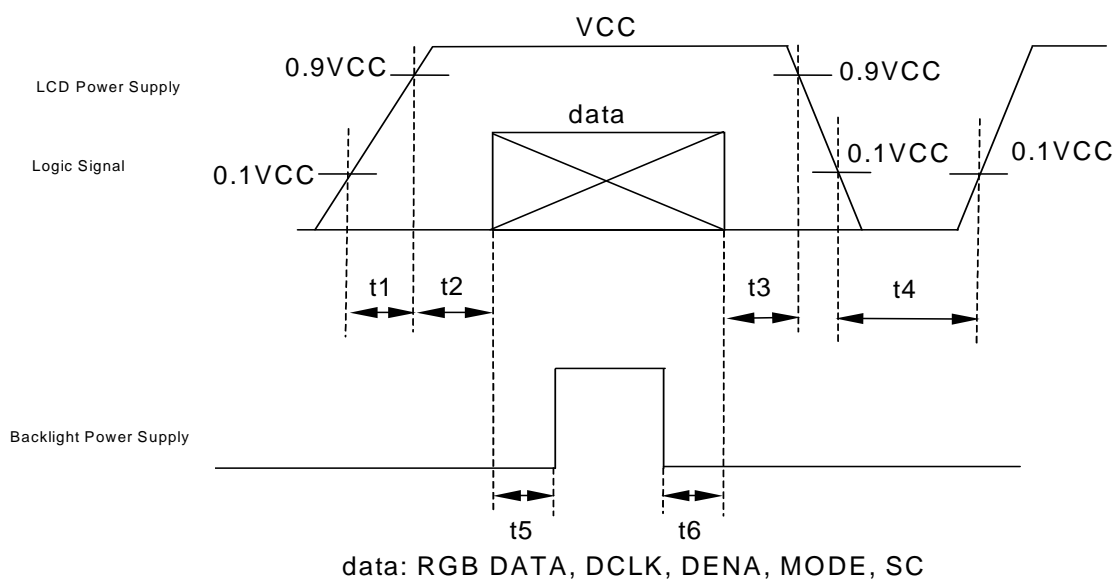 VCC
0.9VCC
0.9VCC
LCD Power Supply
data
Logic Signal
0.1VCC
0.1VCC
0.1VCC
t1
t2
t3
t4
Backlight Power Supply
t5
t6
data: RGB DATA, DCLK, DENA, MODE, SC